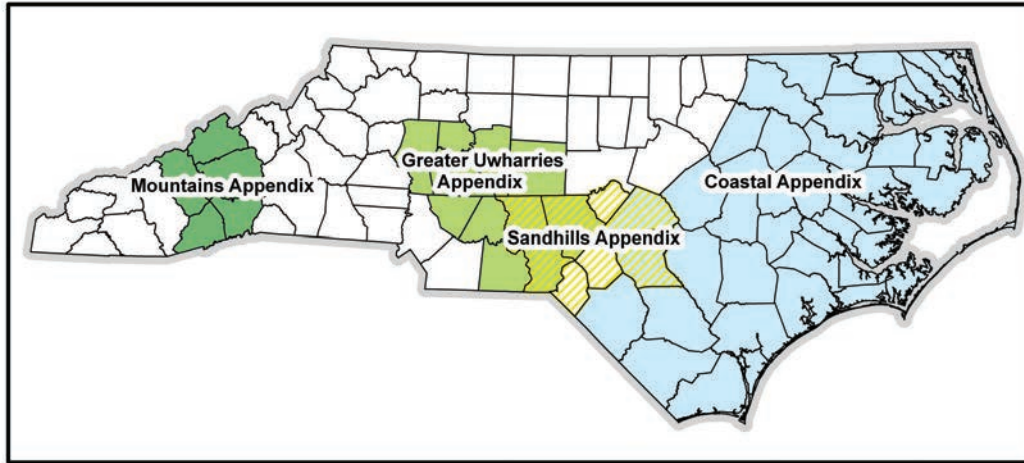 Mountains Appendix
Greater Uwharries
Appendix
Sandhills Appendix
Coastal Appendix